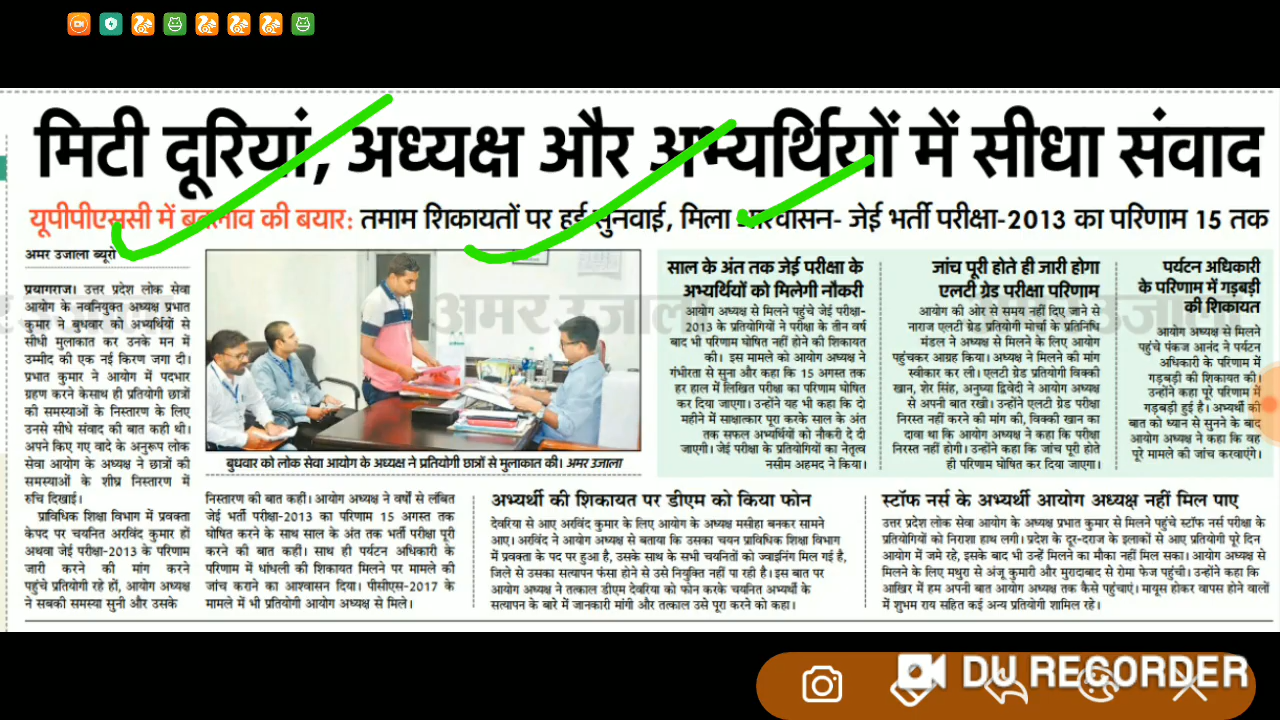 मिटी दूरियां, अध्यक्ष और अभ्यर्थियों में सीधा संवाद
यूपीपीएससी में बदलाव की बयार: तमाम शिकायतों पर हुई सुनवाई, मिला आश्वासन- जेई भर्ती परीक्षा-2013 का परिणाम 15 तक
अमर उजाला ब्यूरो
प्रयागराज। उत्तर प्रदेश लोक सेवा
आयोग के नवनियुक्त अध्यक्ष प्रभात
कुमार ने बुधवार को अभ्यर्थियों से
सीधी मुलाकात कर उनके मन में
उम्मीद की एक नई किरण जगा दी।
प्रभात कुमार ने आयोग में पदभार
ग्रहण करने केसाथ ही प्रतियोगी छात्रों
की समस्याओं के निस्तारण के लिए
उनसे सीधे संवाद की बात कही थी।
अपने किए गए वादे के अनुरूप लोक
सेवा आयोग के अध्यक्ष ने छात्रों की
समस्याओं के शीघ्र निस्तारण में
रुचि दिखाई।
प्राविधिक शिक्षा विभाग में प्रवक्ता
केपद पर चयनित अरविंद कुमार हों
अथवा जेई परीक्षा-2013 के परिणाम
जारी करने की मांग करने
पहुंचे प्रतियोगी रहे हों, आयोग अध्यक्ष
ने सबकी समस्या सुनी और उसके
बुधवार को लोक सेवा आयोग के अध्यक्ष ने प्रतियोगी छात्रों से मुलाकात की। अमर उजाला
निस्तारण की बात कही। आयोग अध्यक्ष ने वर्षों से लंबित
जेई भर्ती परीक्षा-2013 का परिणाम 15 अगस्त तक
घोषित करने के साथ साल के अंत तक भर्ती परीक्षा पूरी
करने की बात कही। साथ ही पर्यटन अधिकारी के
परिणाम में धांधली की शिकायत मिलने पर मामले की
जांच कराने का आश्वासन दिया। पीसीएस-2017 के
मामले में भी प्रतियोगी आयोग अध्यक्ष से मिले।
साल के अंत तक जेई परीक्षा के
अभ्यर्थियों को मिलेगी नौकरी
आयोग अध्यक्ष से मिलने पहुंचे जेई परीक्षा-
2013 के प्रतियोगियों ने परीक्षा के तीन वर्ष
बाद भी परिणाम घोषित नहीं होने की शिकायत
की। इस मामले को आयोग अध्यक्ष ने
गंभीरता से सुना और कहा कि 15 अगस्त तक
हर हाल में लिखित परीक्षा का परिणाम घोषित
कर दिया जाएगा। उन्होंने यह भी कहा कि दो
महीने में साक्षात्कार पूरा करके साल के अंत
तक सफल अभ्यर्थियों को नौकरी दे दी
जाएगी। जेई परीक्षा के प्रतियोगियों का नेतृत्व
नसीम अहमद ने किया।
जांच पूरी होते ही जारी होगा
एलटी ग्रेड परीक्षा परिणाम
आयोग की ओर से समय नहीं दिए जाने से
नाराज एलटी ग्रेड प्रतियोगी मोर्चा के प्रतिनिधि
मंडल ने अध्यक्ष से मिलने के लिए आयोग
पहुंचकर आग्रह किया। अध्यक्ष ने मिलने की मांग
स्वीकार कर ली। एलटी ग्रेड प्रतियोगी विक्की
खान, शेर सिंह, अनुष्या द्विवेदी ने आयोग अध्यक्ष
से अपनी बात रखी। उन्होंने एलटी ग्रेड परीक्षा
निरस्त नहीं करने की मांग की, विक्की खान का
दावा था कि आयोग अध्यक्ष ने कहा कि परीक्षा
निरस्त नहीं होगी। उन्होंने कहा कि जांच पूरी होते
ही परिणाम घोषित कर दिया जाएगा।
पर्यटन अधिकारी
के परिणाम में गड़बड़ी
की शिकायत
आयोग अध्यक्ष से मिलने
पहुंचे पंकज आनंद ने पर्यटन
अधिकारी के परिणाम में
गड़बड़ी की शिकायत की।
उन्होंने कहा पूरे परिणाम में
गड़बड़ी हुई है। अभ्यर्थी की
बात को ध्यान से सुनने के बाद
आयोग अध्यक्ष ने कहा कि वह
पूरे मामले की जांच करवाएंगे।
अभ्यर्थी की शिकायत पर डीएम को किया फोन
देवरिया से आए अरविंद कुमार के लिए आयोग के अध्यक्ष मसीहा बनकर सामने
आए। अरविंद ने आयोग अध्यक्ष से बताया कि उसका चयन प्राविधिक शिक्षा विभाग
में प्रवक्ता के पद पर हुआ है, उसके साथ के सभी चयनितों को ज्वाइनिंग मिल गई है,
जिले से उसका सत्यापन फंसा होने से उसे नियुक्ति नहीं पा रही है। इस बात पर
आयोग अध्यक्ष ने तत्काल डीएम देवरिया को फोन करके चयनित अभ्यर्थी के
सत्यापन के बारे में जानकारी मांगी और तत्काल उसे पूरा करने को कहा।
स्टॉफ नर्स के अभ्यर्थी आयोग अध्यक्ष नहीं मिल पाए
उत्तर प्रदेश लोक सेवा आयोग के अध्यक्ष प्रभात कुमार से मिलने पहुंचे स्टॉफ नर्स परीक्षा के
प्रतियोगियों को निराशा हाथ लगी। प्रदेश के दूर-दराज के इलाकों से आए प्रतियोगी पूरे दिन
आयोग में जमे रहे, इसके बाद भी उन्हें मिलने का मौका नहीं मिल सका। आयोग अध्यक्ष से
मिलने के लिए मथुरा से अंजू कुमारी और मुरादाबाद से रोमा फेज पहुंची। उन्होंने कहा कि
आखिर में हम अपनी बात आयोग अध्यक्ष तक कैसे पहुंचाएं। मायूस होकर वापस होने वालों
में शुभम राय सहित कई अन्य प्रतियोगी शामिल रहे।
अमर उजाला
DU RECORDER